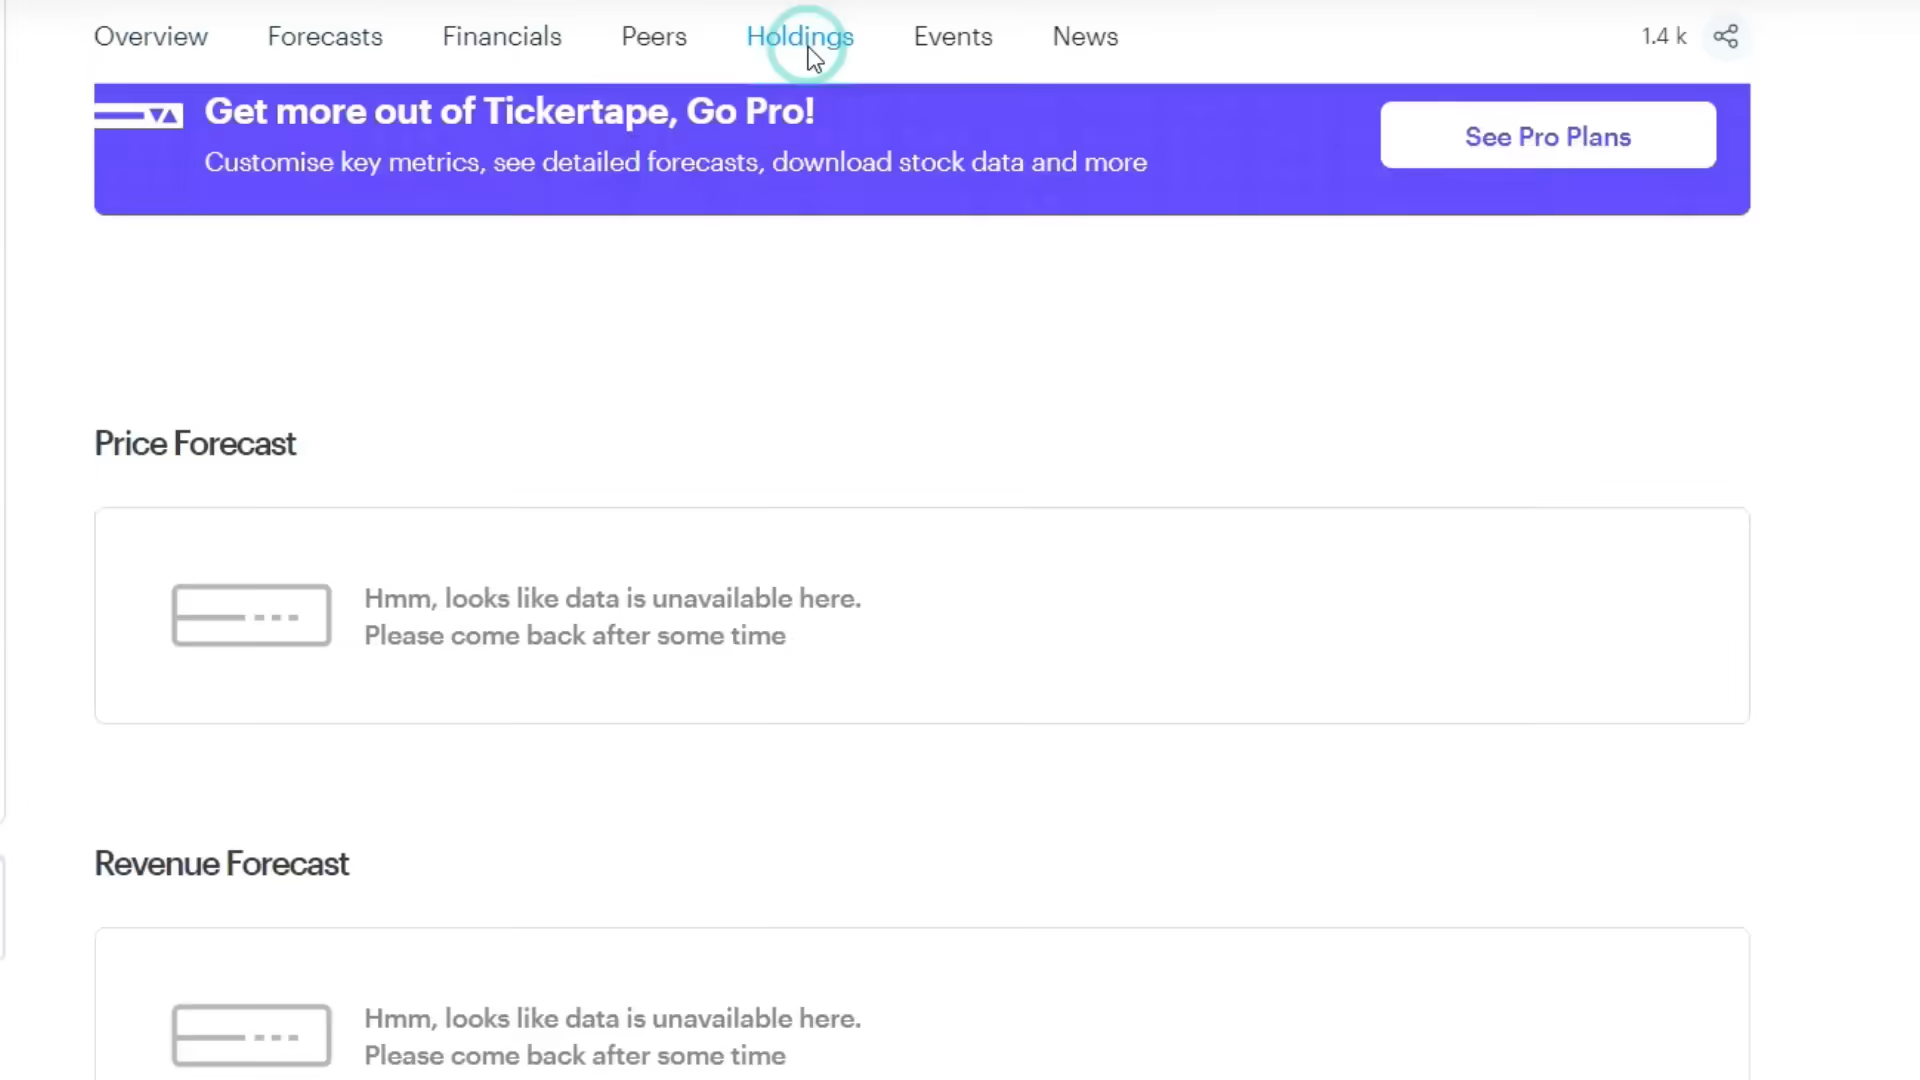 Overview Forecasts Financials Peers Holdings Events News 1.4 k
Get more out of Tickertape, Go Pro!
Customise key metrics, see detailed forecasts, download stock data and more
See Pro Plans
Price Forecast
Hmm, looks like data is unavailable here.
Please come back after some time
Revenue Forecast
Hmm, looks like data is unavailable here.
Please come back after some time